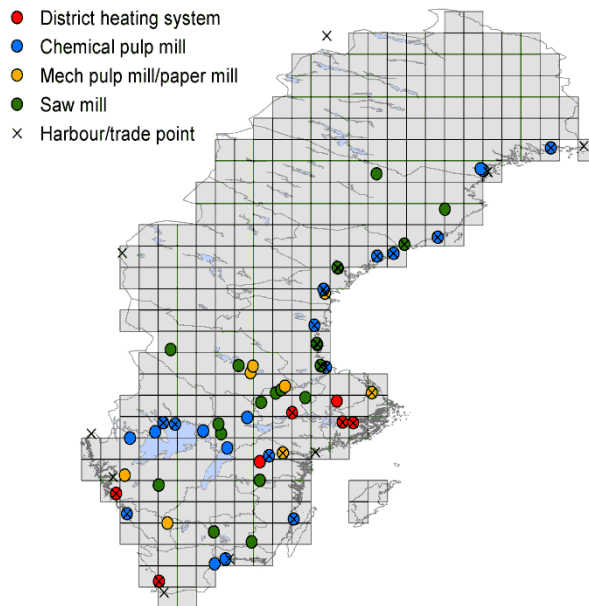 District heating system
Chemical pulp mill
Mech pulp mill/paper mill
Saw mill
Harbour/trade point